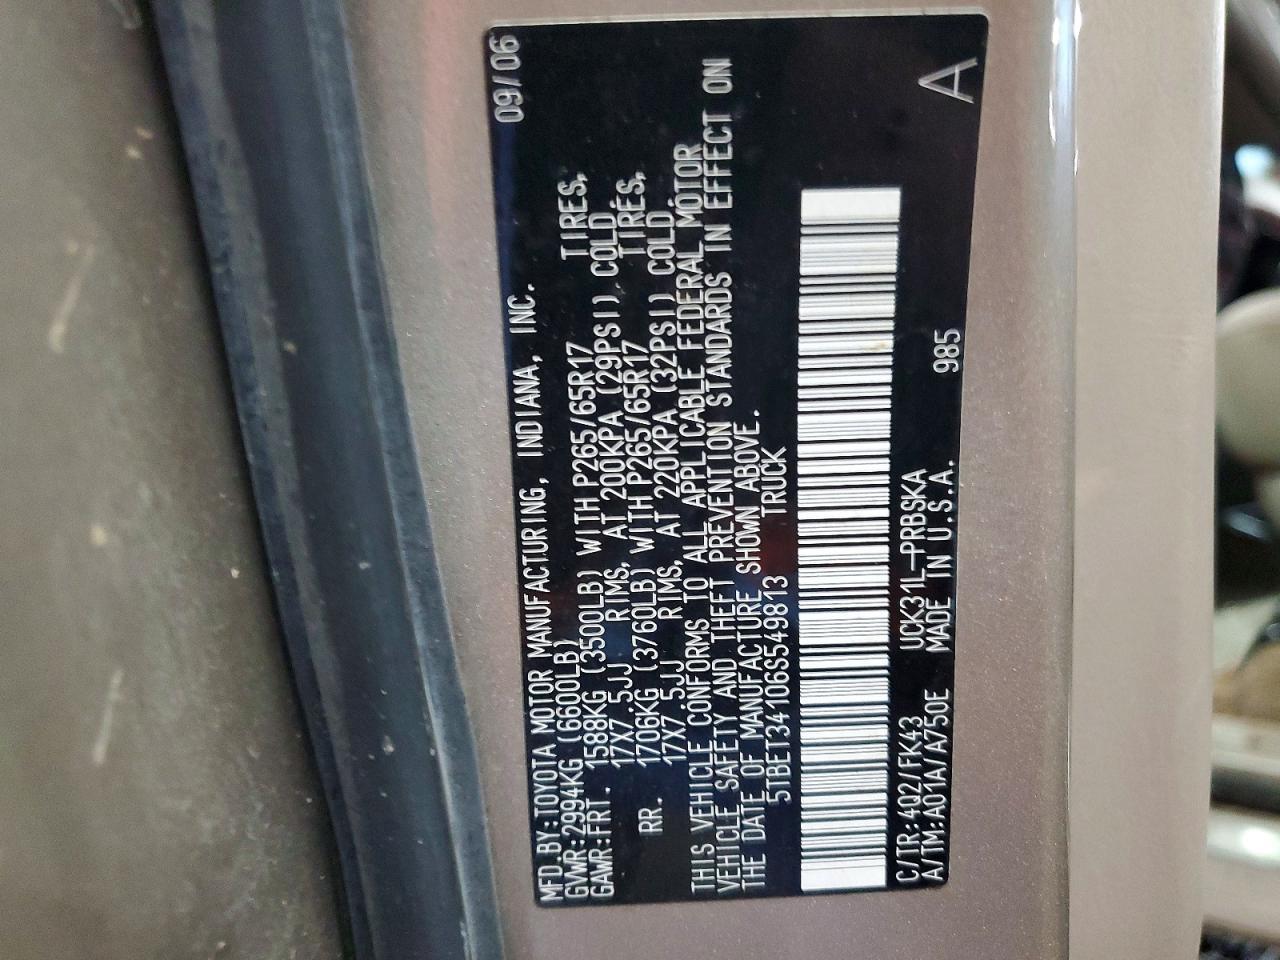 09/06
MFD.BY:TOYOTA MOTOR MANUFACTURING, INDIANA, INC.
GVWR:2994KG (6600LB)
GAWR:FRT. 1588KG (3500LB) WITH P265/65R17 TIRES,
17X7.5JJ RIMS, AT 200KPA (29PSI) COLD
RR. 1706KG (3760LB) WITH P265/65R17 TIRES,
17X7.5JJ RIMS, AT 220KPA (32PSI) COLD.
THIS VEHICLE CONFORMS TO ALL APPLICABLE FEDERAL MOTOR
VEHICLE SAFETY AND THEFT PREVENTION STANDARDS IN EFFECT ON
THE DATE OF MANUFACTURE SHOWN ABOVE.
5TBET34106S549813 TRUCK
C/TR:4Q2/FK43 UCK31L-PRBSKA
A/TM:A01A/A750E MADE IN U.S.A. 985
A